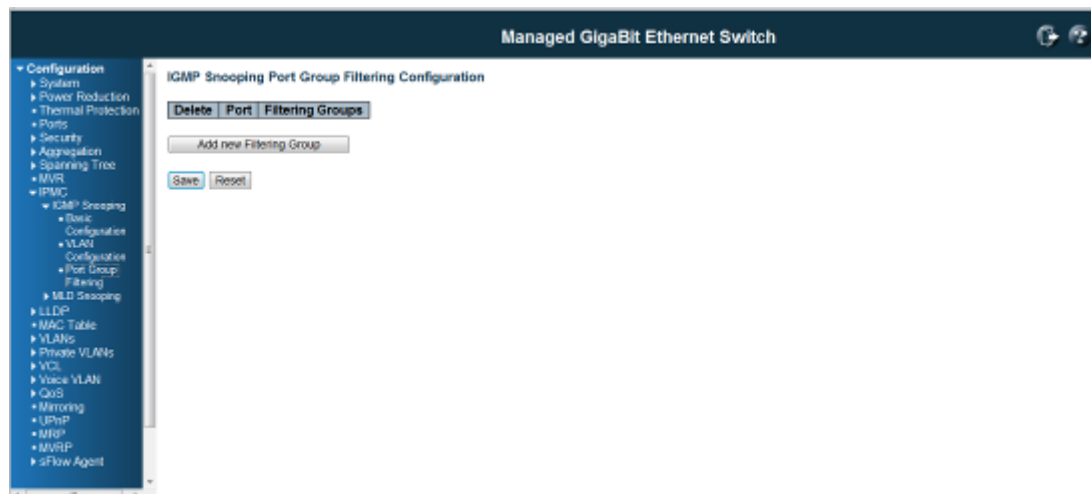 Managed GigaBit Ethernet Switch
Configuration
System
Power Reduction
Thermal Protection
Ports
Security
Aggregation
Spanning Tree
MVR
IPMC
IGMP Snooping
Basic
Configuration
VLAN
Configuration
Port Group
Filtering
MLD Snooping
LLDP
MAC Table
VLANs
Private VLANs
VCL
Voice VLAN
QoS
Mirroring
UPnP
MRP
MVRP
sFlow Agent
IGMP Snooping Port Group Filtering Configuration
Delete Port Filtering Groups
Add new Filtering Group
Save Reset